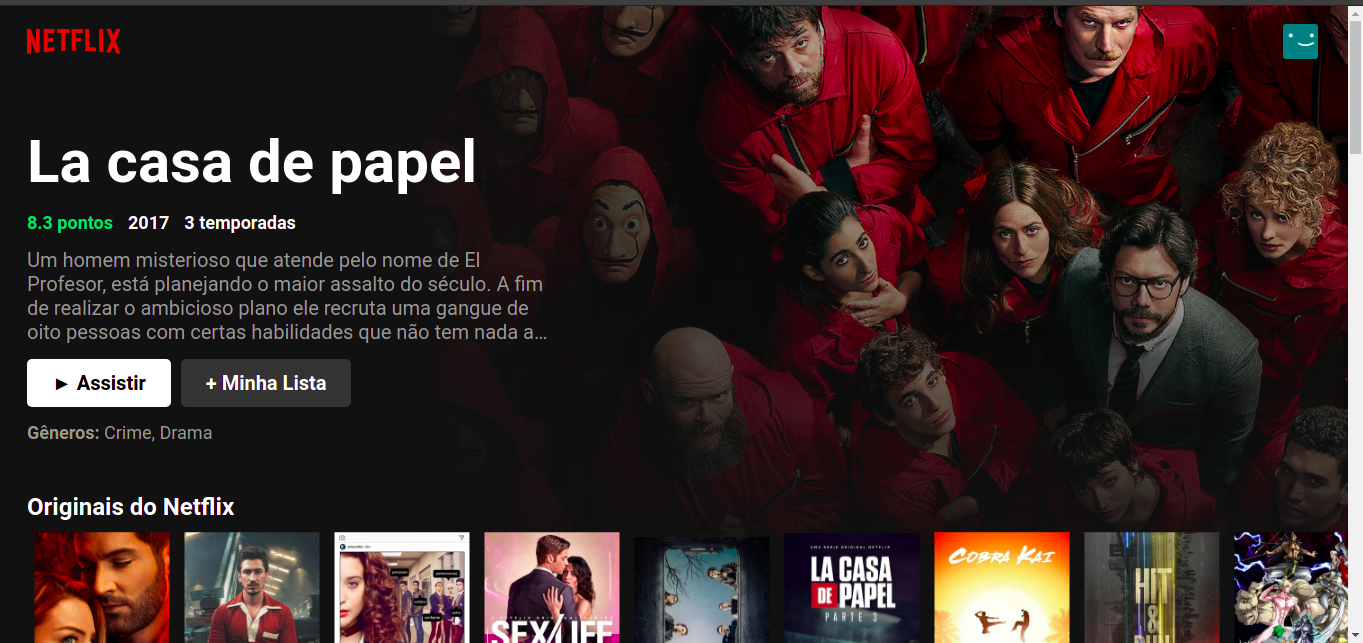 NETFLIX
La casa de papel
8.3 pontos 2017 3 temporadas
Um homem misterioso que atende pelo nome de El
Profesor, está planejando o maior assalto do século. A fim
de realizar o ambicioso plano ele recruta uma gangue de
oito pessoas com certas habilidades que não tem nada a...
► Assistir
+ Minha Lista
Gêneros: Crime, Drama
Originais do Netflix
SEX/LIFE
UMA SÉRIE ORIGINAL NETFLIX
LA CASA
DE PAPEL
PARTE 3
COBRA KAI
HIT